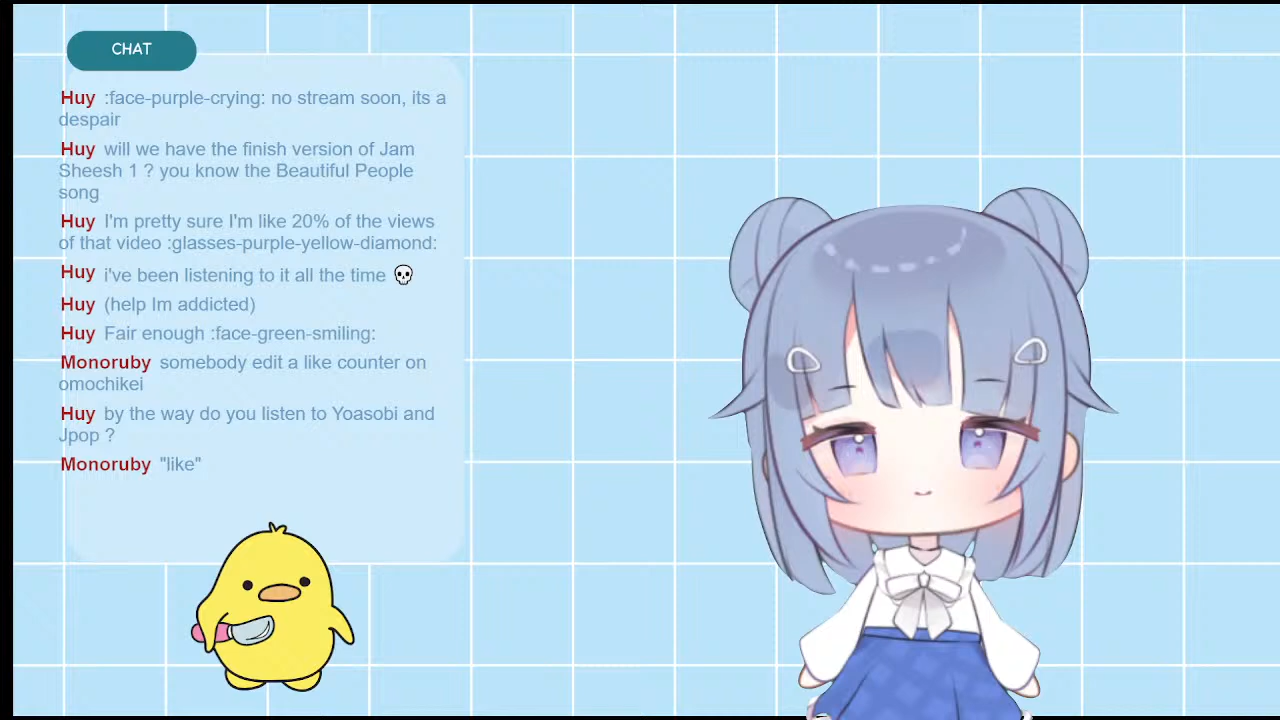 CHAT
Huy :face-purple-crying: no stream soon, its a
despair
Huy will we have the finish version of Jam
Sheesh 1 ? you know the Beautiful People
song
Huy I'm pretty sure I'm like 20% of the views
of that video :glasses-purple-yellow-diamond:
Huy i've been listening to it all the time 💀
Huy (help Im addicted)
Huy Fair enough :face-green-smiling:
Monoruby somebody edit a like counter on
omochikei
Huy by the way do you listen to Yoasobi and
Jpop ?
Monoruby "like"